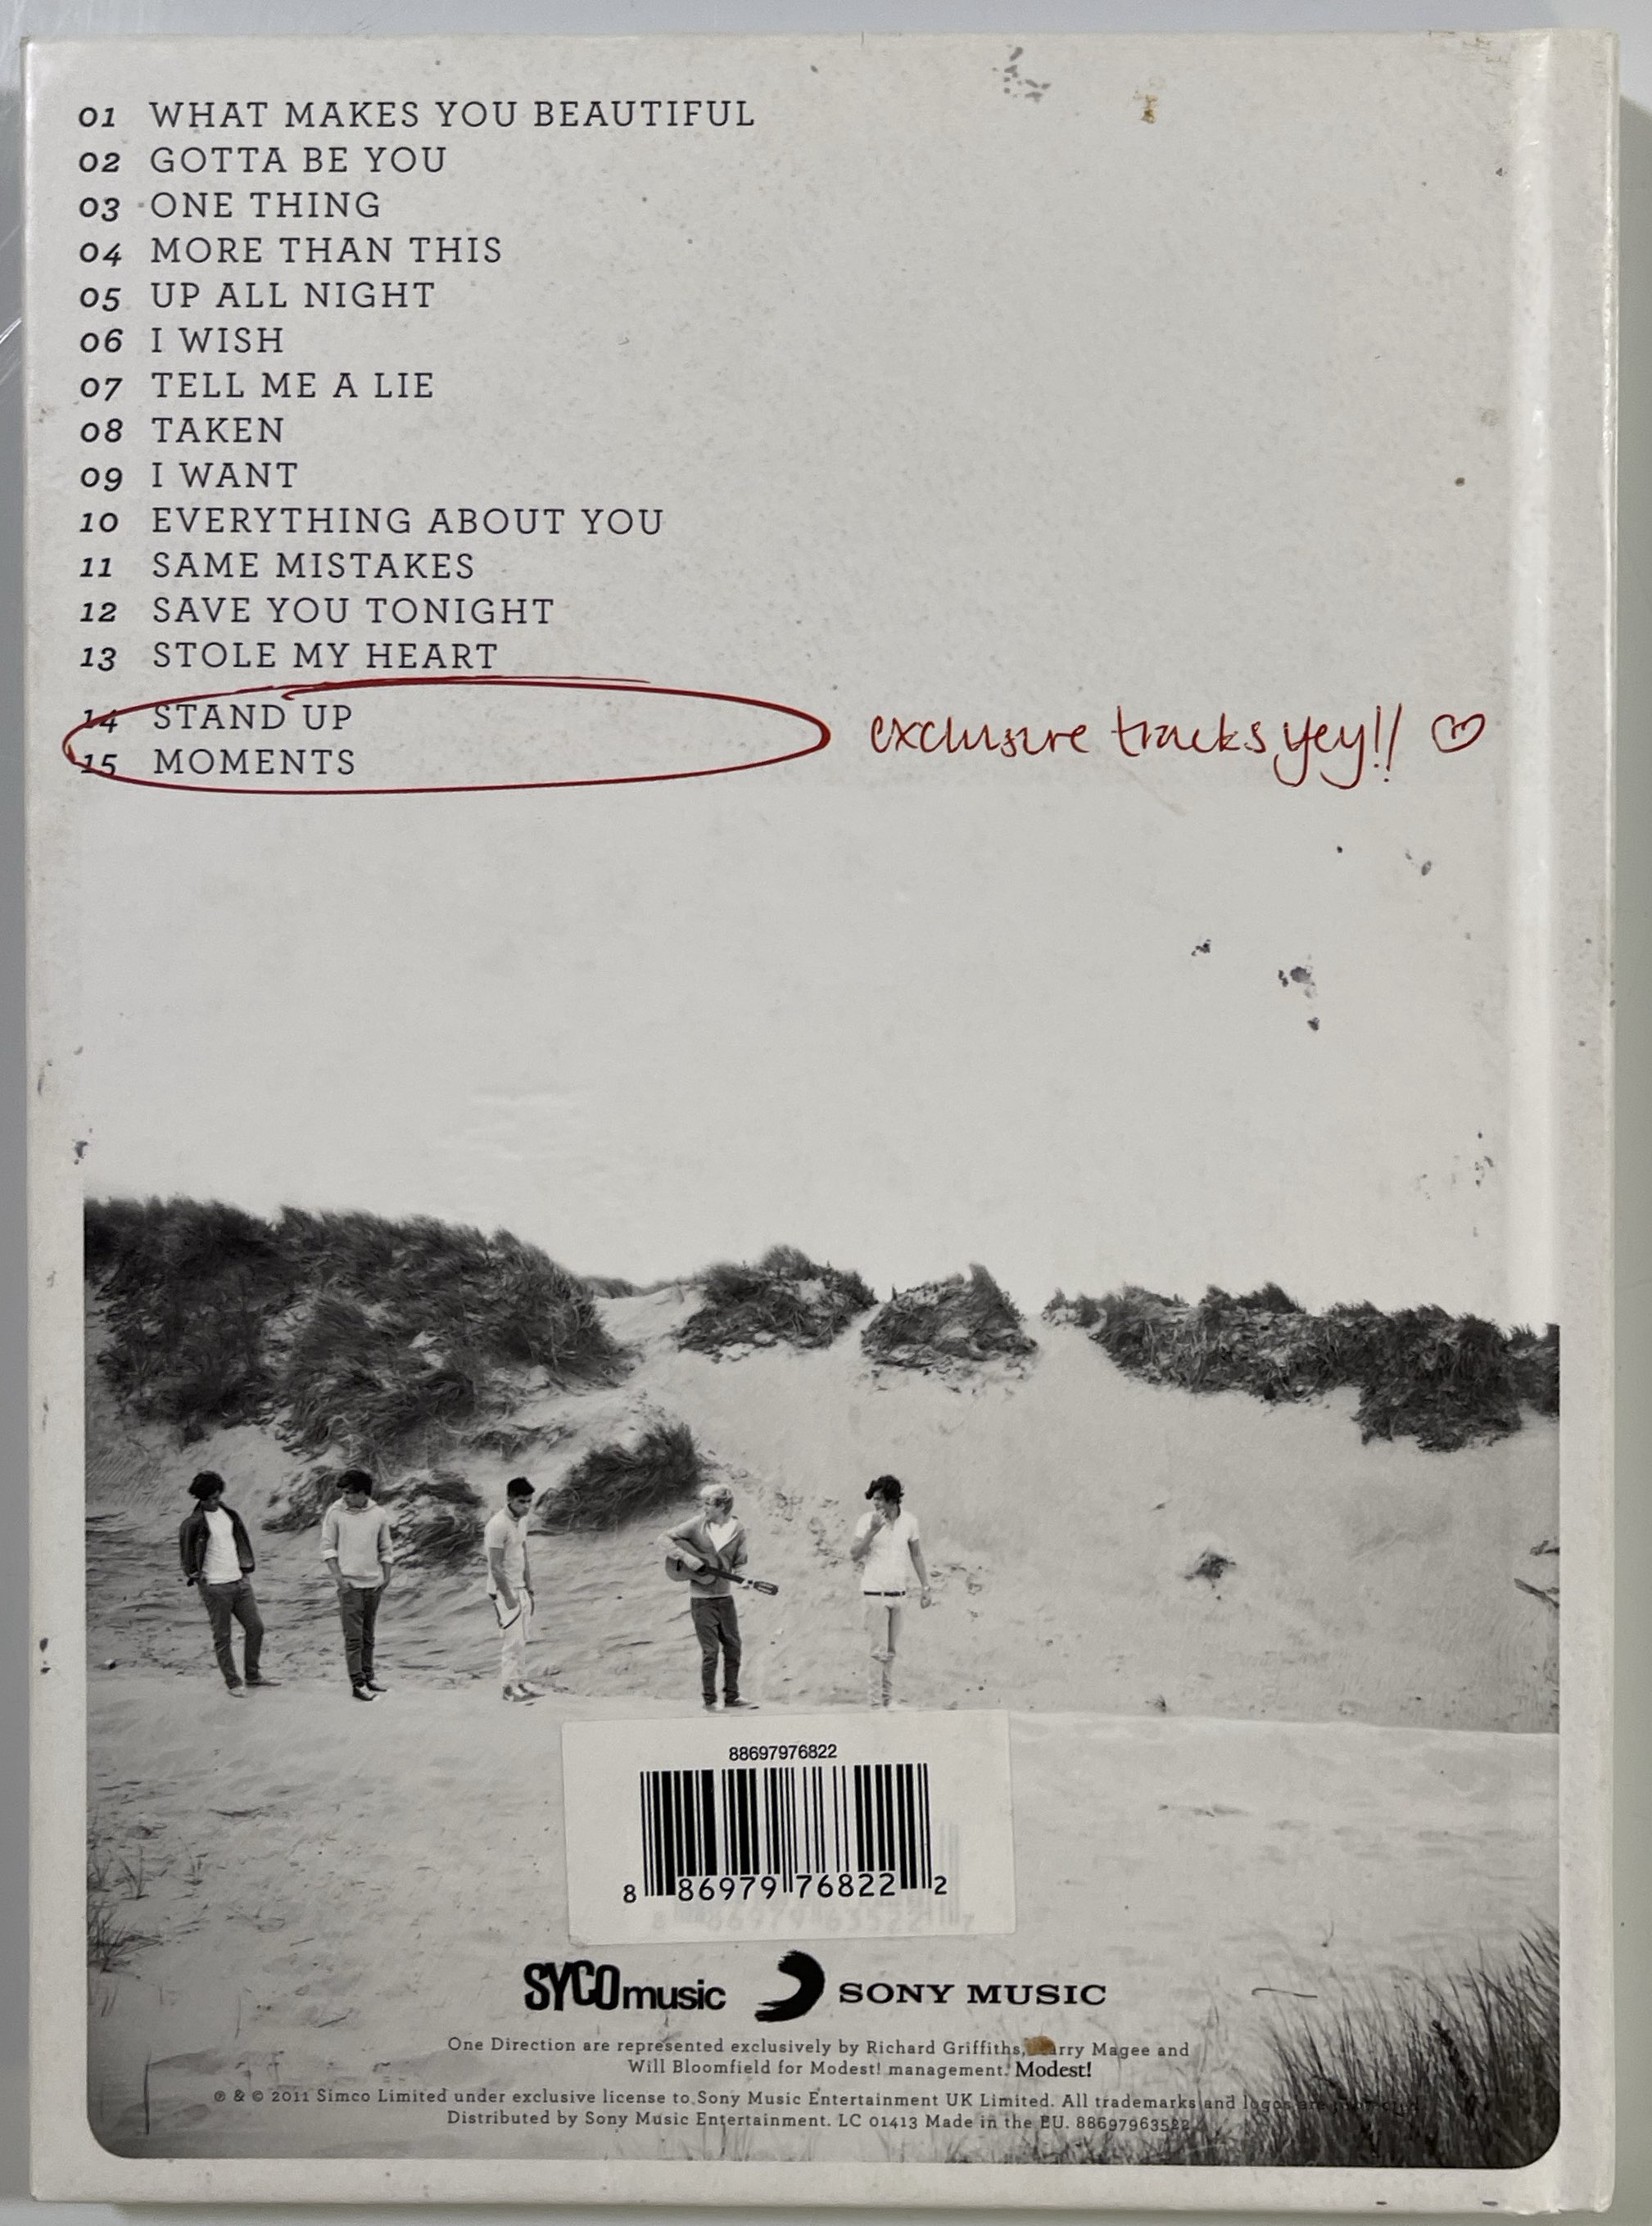 01 WHAT MAKES YOU BEAUTIFUL
02 GOTTA BE YOU
03 ONE THING
04 MORE THAN THIS
05 UP ALL NIGHT
06 I WISH
07 TELL ME A LIE
08 TAKEN
09 I WANT
10 EVERYTHING ABOUT YOU
11 SAME MISTAKES
12 SAVE YOU TONIGHT
13 STOLE MY HEART
14 STAND UP
15 MOMENTS
exclusive tracks yey!! ♡
88697976822
8 86979 76822 2
SYCOmusic SONY MUSIC
One Direction are represented exclusively by Richard Griffiths, Magee and
Will Bloomfield for Modest! management. Modest!
℗ & © 2011 Simco Limited under exclusive license to Sony Music Entertainment UK Limited. All trademarks and logos are
Distributed by Sony Music Entertainment. LC 01413 Made in the EU. 88697963522